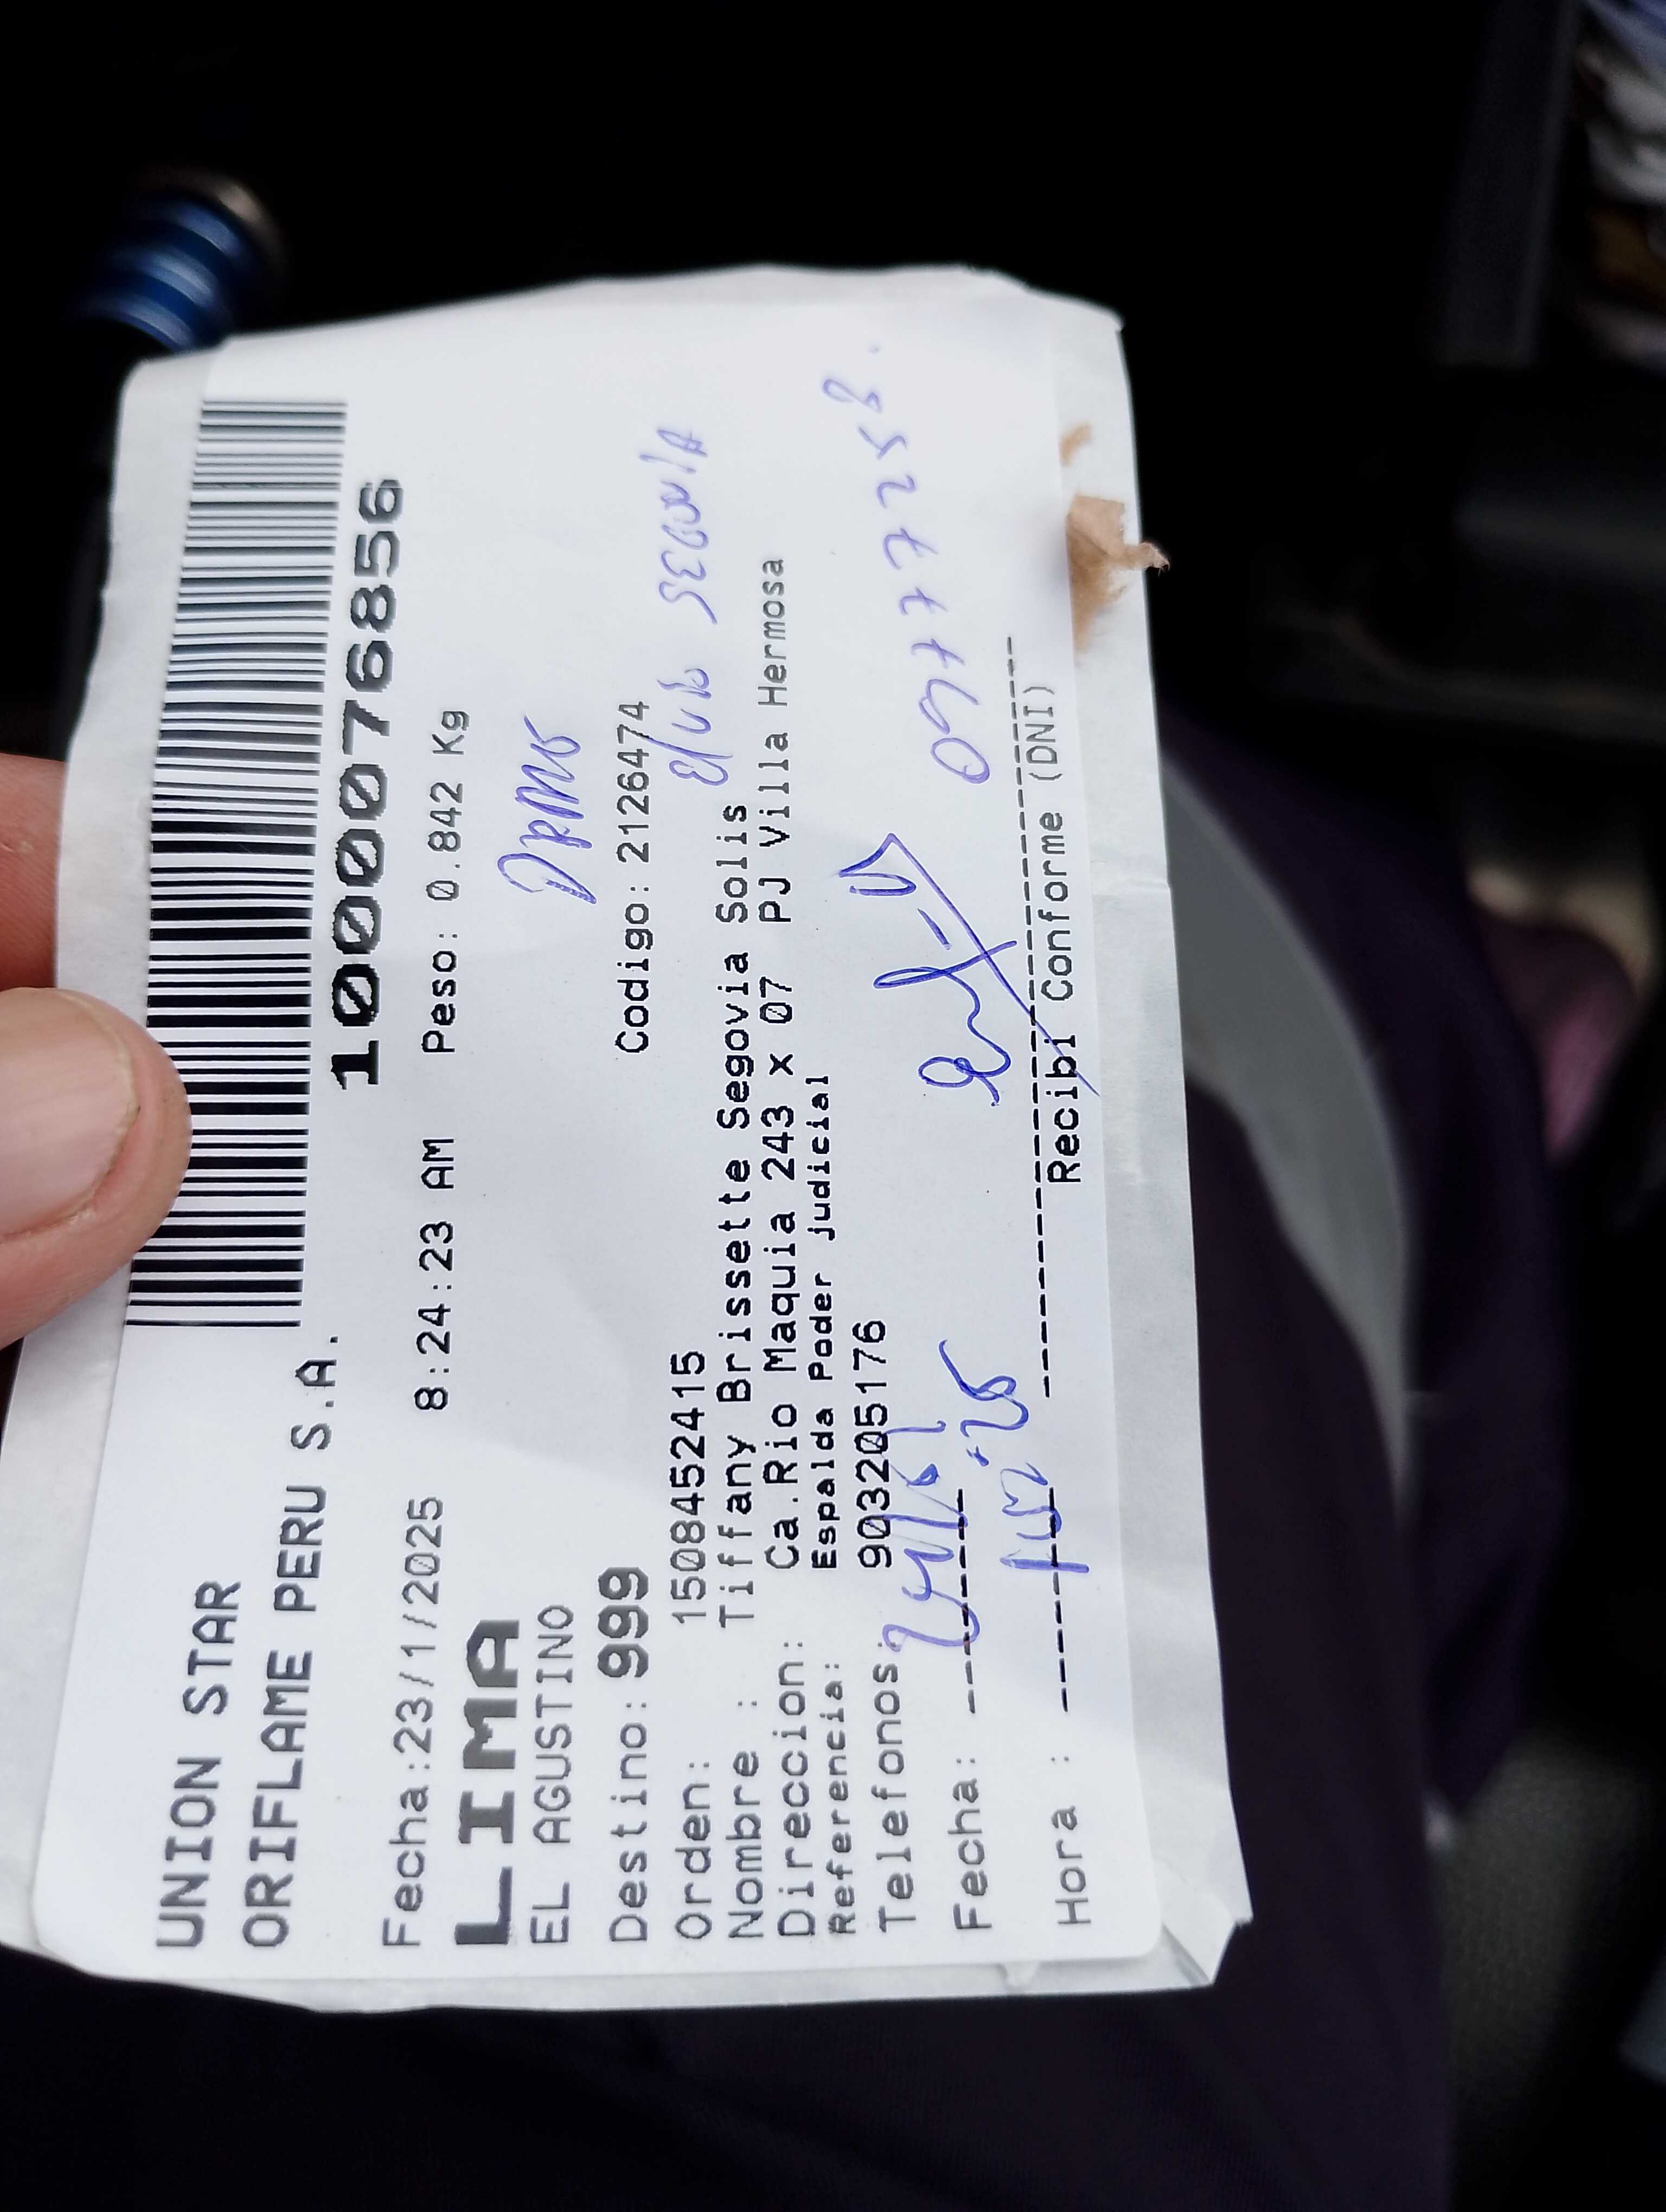 UNION STAR
ORIFLAME PERU S.A.
1000076856
Fecha:23/1/2025 8:24:23 AM Peso: 0.842 Kg
LIMA
EL AGUSTINO
Destino: 999 Codigo: 2126474
SEGOVIA
Orden: 1508452415
Nombre : Tiffany Brissette Segovia Solis
Direccion: Ca.Rio Maquia 243 x 07 PJ Villa Hermosa
Referencia: Espalda Poder judicial
Telefonos: 903205176
Fecha:
Hora :
Recibi Conforme (DNI)